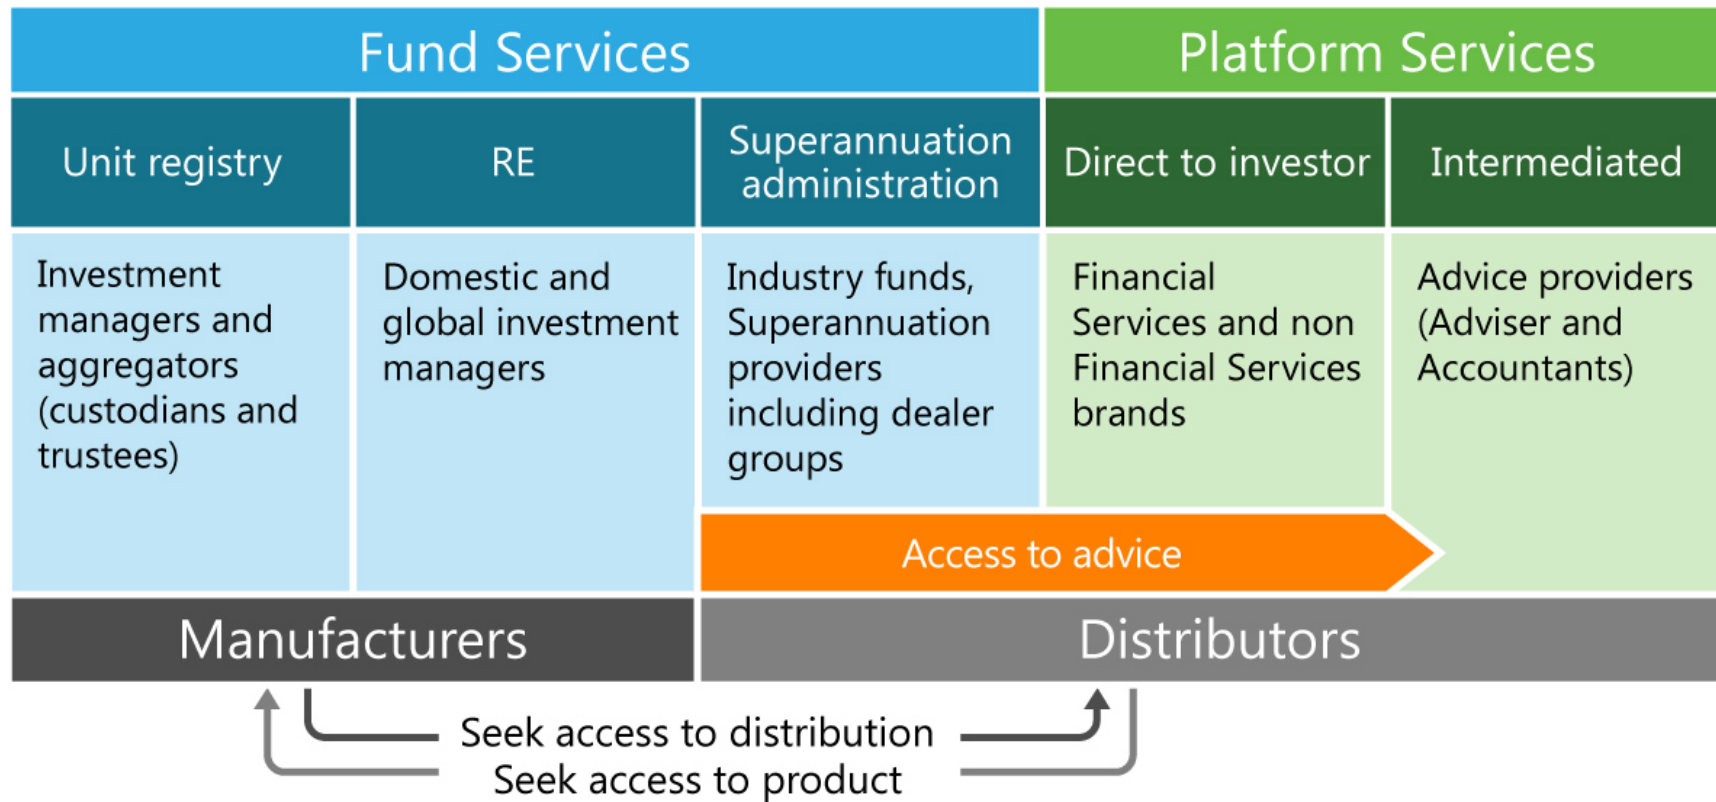 Fund Services
Platform Services
Unit registry
RE
Superannuation
administration
Direct to investor
Intermediated
Investment
managers and
aggregators
(custodians and
trustees)
Domestic and
global investment
managers
Industry funds,
Superannuation
providers
including dealer
groups
Financial
Services and non
Financial Services
brands
Advice providers
(Adviser and
Accountants)
Access to advice
Manufacturers
Distributors
Seek access to distribution
Seek access to product